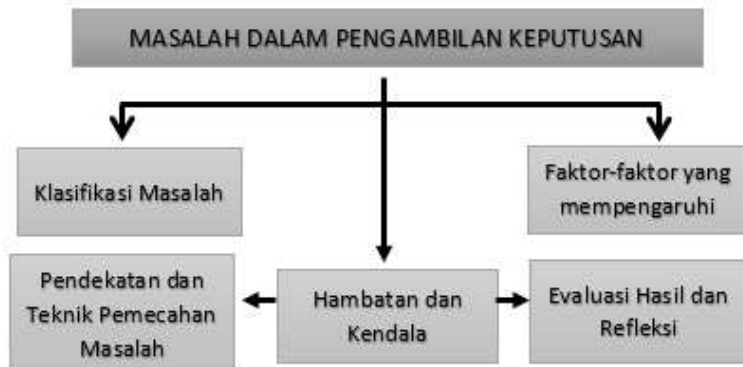 MASALAH DALAM PENGAMBILAN KEPUTUSAN
Klasifikasi Masalah
Faktor-faktor yang
mempengaruhi
Pendekatan dan
Teknik Pemecahan
Masalah
Hambatan dan
Kendala
Evaluasi Hasil dan
Refleksi